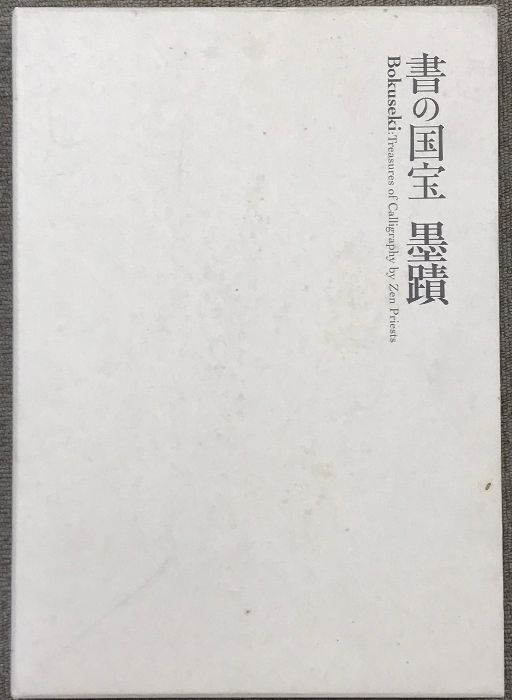 書の国宝 墨蹟
Bokuseki:Treasures of Calligraphy by Zen Priests